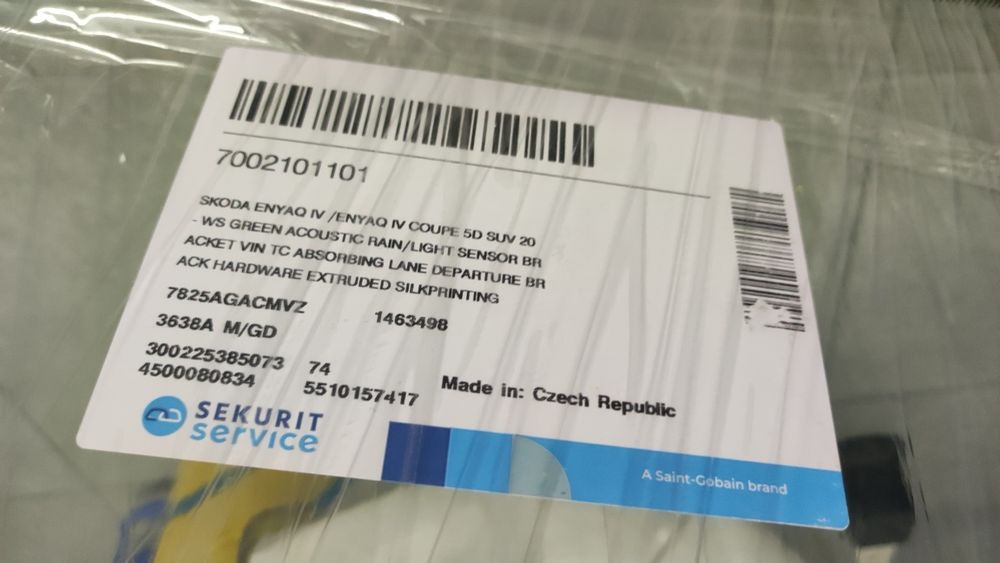 7002101101
SKODA ENYAQ IV /ENYAQ IV COUPE 5D SUV 20
- WS GREEN ACOUSTIC RAIN/LIGHT SENSOR BR
ACKET VIN TC ABSORBING LANE DEPARTURE BR
ACK HARDWARE EXTRUDED SILKPRINTING
7825AGACMVZ 1463498
3638A M/GD
300225385073 74
4500080834 5510157417 Made in: Czech Republic
SEKURIT
service
A Saint-Gobain brand